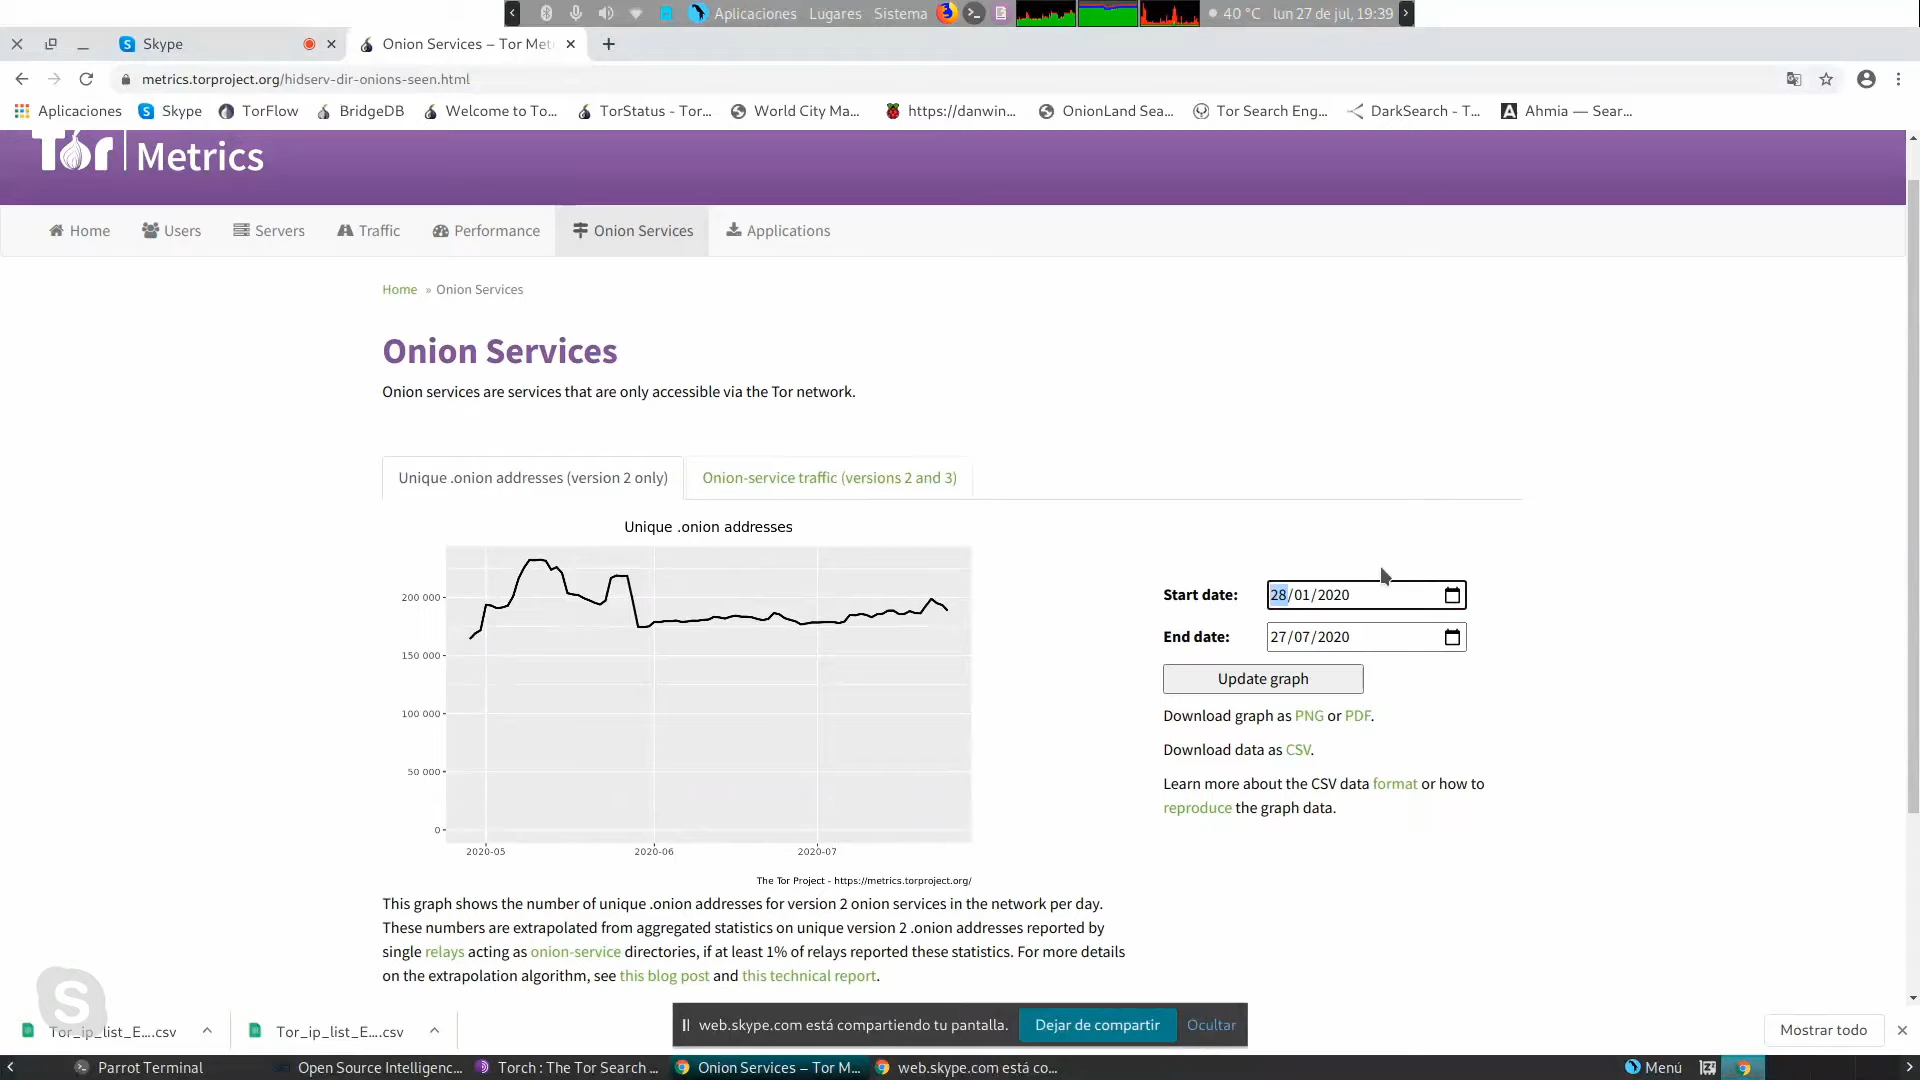 Aplicaciones Lugares Sistema 40 °C lun 27 de jul, 19:39
Skype
Onion Services – Tor Met
metrics.torproject.org/hidserv-dir-onions-seen.html
Aplicaciones Skype TorFlow BridgeDB Welcome to To... TorStatus - Tor... World City Ma... https://danwin... OnionLand Sea... Tor Search Eng... DarkSearch - T... Ahmia — Sear...
Tor Metrics
Home Users Servers Traffic Performance Onion Services Applications
Home » Onion Services
Onion Services
Onion services are services that are only accessible via the Tor network.
Unique .onion addresses (version 2 only) Onion-service traffic (versions 2 and 3)
Unique .onion addresses
200 000
150 000
100 000
50 000
0
2020-05 2020-06 2020-07
The Tor Project - https://metrics.torproject.org/
Start date: 28/01/2020
End date: 27/07/2020
Update graph
Download graph as PNG or PDF.
Download data as CSV.
Learn more about the CSV data format or how to
reproduce the graph data.
This graph shows the number of unique .onion addresses for version 2 onion services in the network per day.
These numbers are extrapolated from aggregated statistics on unique version 2 .onion addresses reported by
single relays acting as onion-service directories, if at least 1% of relays reported these statistics. For more details
on the extrapolation algorithm, see this blog post and this technical report.
S
Tor_ip_list_E....csv Tor_ip_list_E....csv
web.skype.com está compartiendo tu pantalla. Dejar de compartir Ocultar
Mostrar todo
Parrot Terminal Open Source Intelligenc... Torch : The Tor Search ... Onion Services – Tor M... web.skype.com está co... Menú